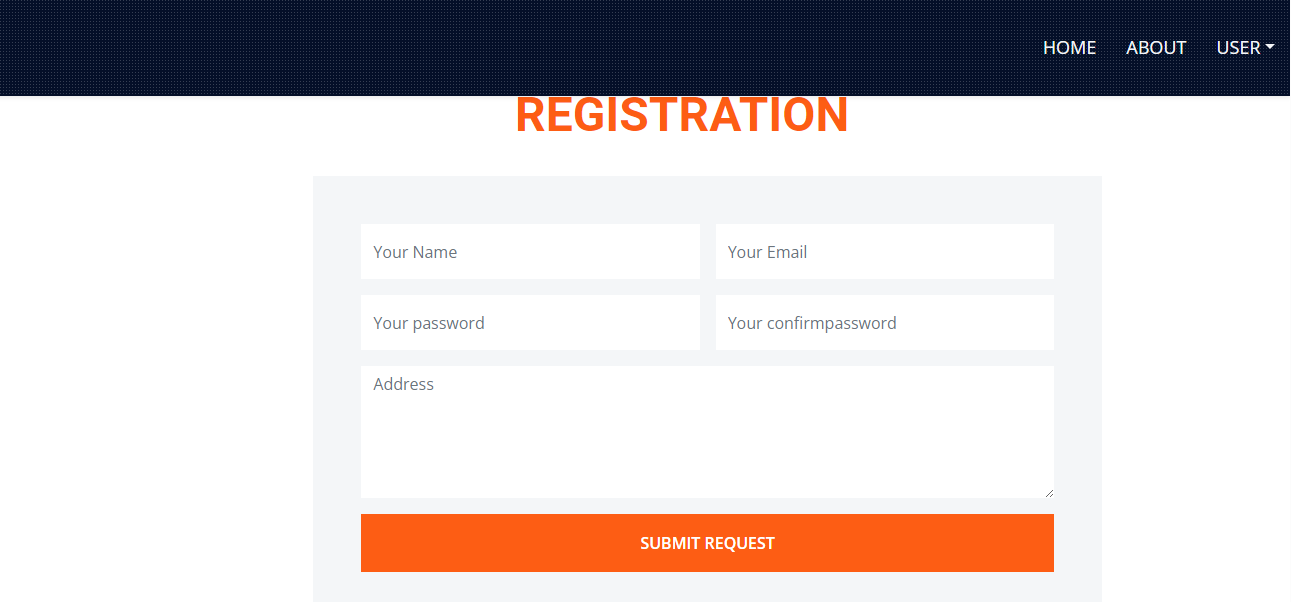 HOME ABOUT USER
REGISTRATION
Your Name Your Email
Your password Your confirmpassword
Address
SUBMIT REQUEST